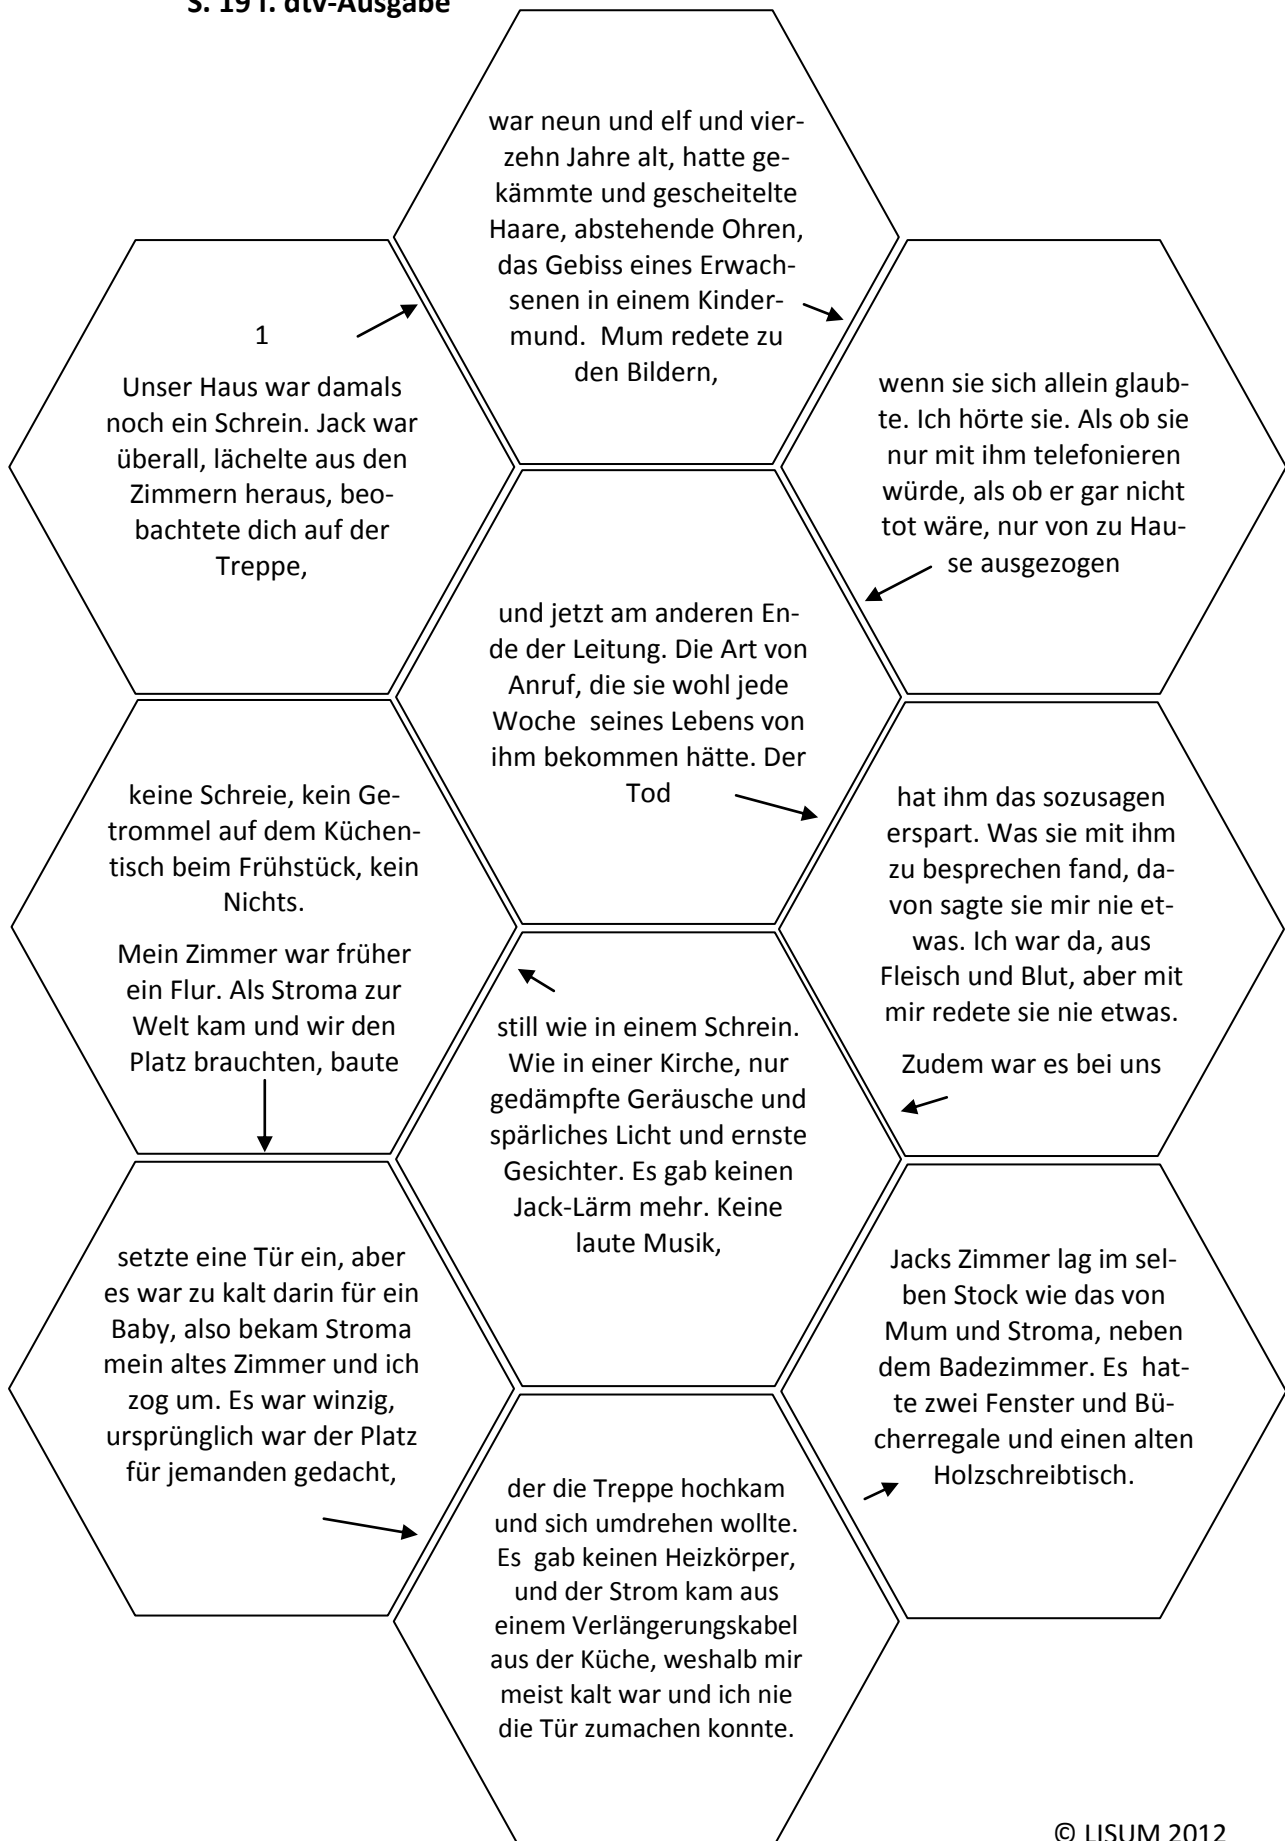 S. 19 f. dtv-Ausgabe
1
Unser Haus war damals
noch ein Schrein. Jack war
überall, lächelte aus den
Zimmern heraus, beo-
bachtete dich auf der
Treppe,
war neun und elf und vier-
zehn Jahre alt, hatte ge-
kämmte und gescheitelte
Haare, abstehende Ohren,
das Gebiss eines Erwach-
senen in einem Kinder-
mund.  Mum redete zu
den Bildern,
wenn sie sich allein glaub-
te. Ich hörte sie. Als ob sie
nur mit ihm telefonieren
würde, als ob er gar nicht
tot wäre, nur von zu Hau-
se ausgezogen
und jetzt am anderen En-
de der Leitung. Die Art von
Anruf, die sie wohl jede
Woche  seines Lebens von
ihm bekommen hätte. Der
Tod
hat ihm das sozusagen
erspart. Was sie mit ihm
zu besprechen fand, da-
von sagte sie mir nie et-
was. Ich war da, aus
Fleisch und Blut, aber mit
mir redete sie nie etwas.
Zudem war es bei uns
still wie in einem Schrein.
Wie in einer Kirche, nur
gedämpfte Geräusche und
spärliches Licht und ernste
Gesichter. Es gab keinen
Jack-Lärm mehr. Keine
laute Musik,
keine Schreie, kein Ge-
trommel auf dem Küchen-
tisch beim Frühstück, kein
Nichts.
Mein Zimmer war früher
ein Flur. Als Stroma zur
Welt kam und wir den
Platz brauchten, baute
setzte eine Tür ein, aber
es war zu kalt darin für ein
Baby, also bekam Stroma
mein altes Zimmer und ich
zog um. Es war winzig,
ursprünglich war der Platz
für jemanden gedacht,
der die Treppe hochkam
und sich umdrehen wollte.
Es  gab keinen Heizkörper,
und der Strom kam aus
einem Verlängerungskabel
aus der Küche, weshalb mir
meist kalt war und ich nie
die Tür zumachen konnte.
Jacks Zimmer lag im sel-
ben Stock wie das von
Mum und Stroma, neben
dem Badezimmer. Es  hat-
te zwei Fenster und Bü-
cherregale und einen alten
Holzschreibtisch.
© LISUM 2012